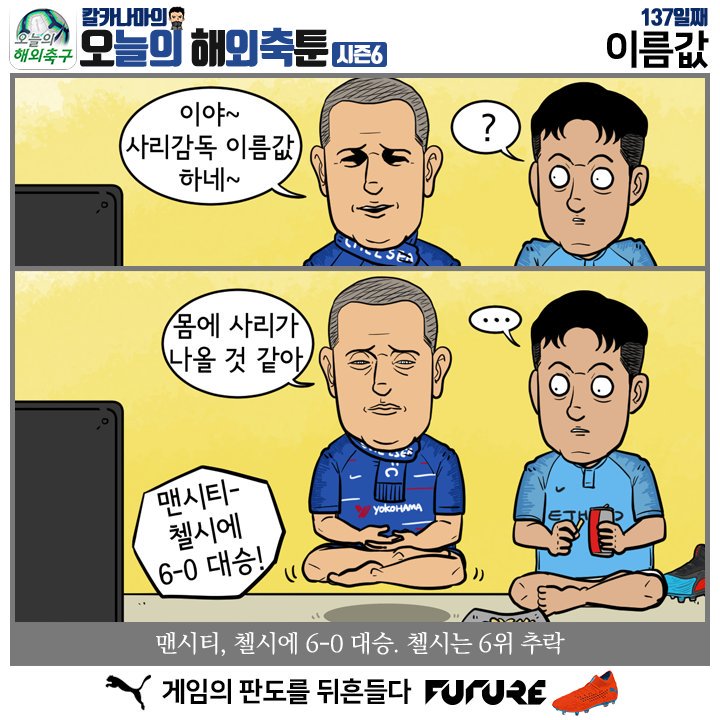 오늘의
해외축구
칼카나마의
오늘의 해외축툰 시즌6
137일째
이름값
이야~
사리감독 이름값
하네~
?
CHELSEA
몸에 사리가
나올 것 같아
...
맨시티-
첼시에
6-0 대승!
CHELSEA
FC
YOKOHAMA
ETIHAD
맨시티, 첼시에 6-0 대승. 첼시는 6위 추락
게임의 판도를 뒤흔들다 FUTURE